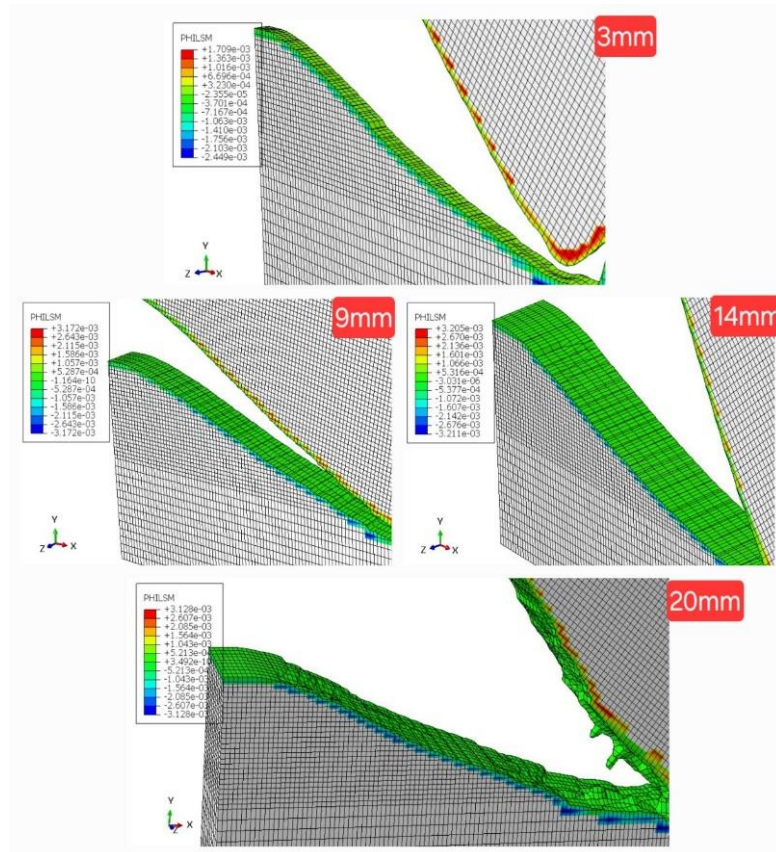 3mm
PHILSM
+1.709e-03
+1.363e-03
+1.016e-03
+6.696e-04
+3.230e-04
-2.355e-05
-3.701e-04
-7.167e-04
-1.063e-03
-1.410e-03
-1.756e-03
-2.103e-03
-2.449e-03
Y
Z X
9mm
PHILSM
+3.172e-03
+2.643e-03
+2.115e-03
+1.586e-03
+1.057e-03
+5.287e-04
-1.164e-10
-5.287e-04
-1.057e-03
-1.586e-03
-2.115e-03
-2.643e-03
-3.172e-03
Y
Z X
14mm
PHILSM
+3.205e-03
+2.670e-03
+2.136e-03
+1.601e-03
+1.066e-03
+5.316e-04
-3.031e-06
-5.377e-04
-1.072e-03
-1.607e-03
-2.142e-03
-2.676e-03
-3.211e-03
Y
Z X
20mm
PHILSM
+3.128e-03
+2.607e-03
+2.085e-03
+1.564e-03
+1.043e-03
+5.213e-04
+3.492e-10
-5.213e-04
-1.043e-03
-1.564e-03
-2.085e-03
-2.607e-03
-3.128e-03
Y
Z X